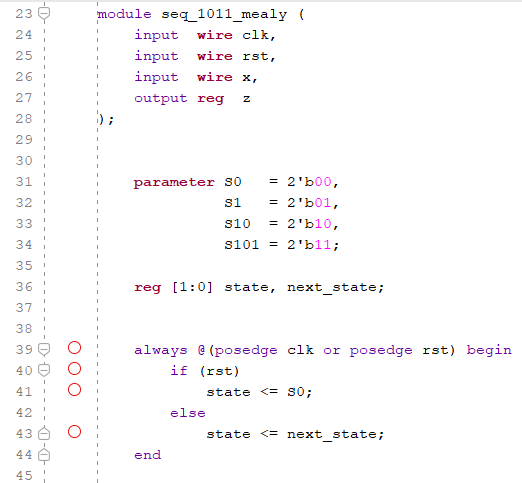 23 module seq_1011_mealy (
24 input wire clk,
25 input wire rst,
26 input wire x,
27 output reg z
28 );
29
30
31 parameter S0 = 2'b00,
32 S1 = 2'b01,
33 S10 = 2'b10,
34 S101 = 2'b11;
35
36 reg [1:0] state, next_state;
37
38
39 always @(posedge clk or posedge rst) begin
40 if (rst)
41 state <= S0;
42 else
43 state <= next_state;
44 end
45